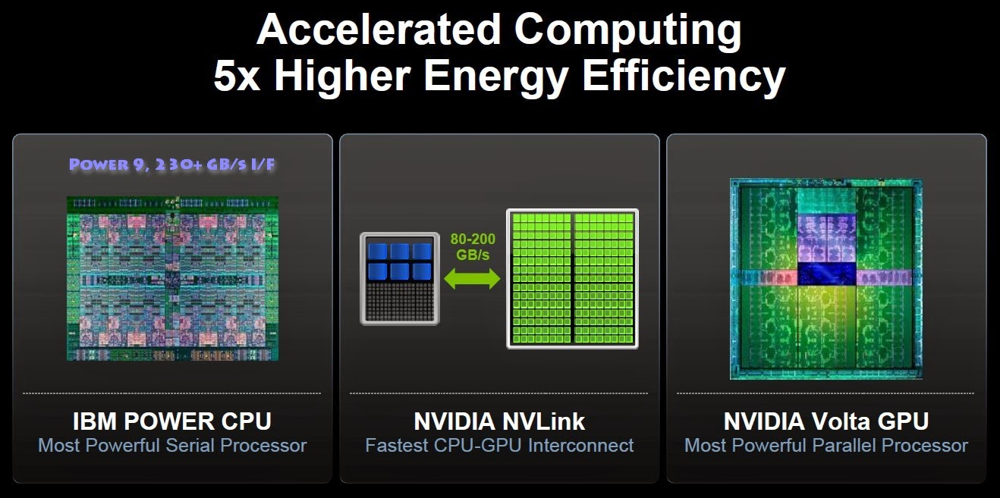 Accelerated Computing
5x Higher Energy Efficiency
Power 9, 230+ GB/s I/F
IBM POWER CPU
Most Powerful Serial Processor
80-200
GB/s
NVIDIA NVLink
Fastest CPU-GPU Interconnect
NVIDIA Volta GPU
Most Powerful Parallel Processor